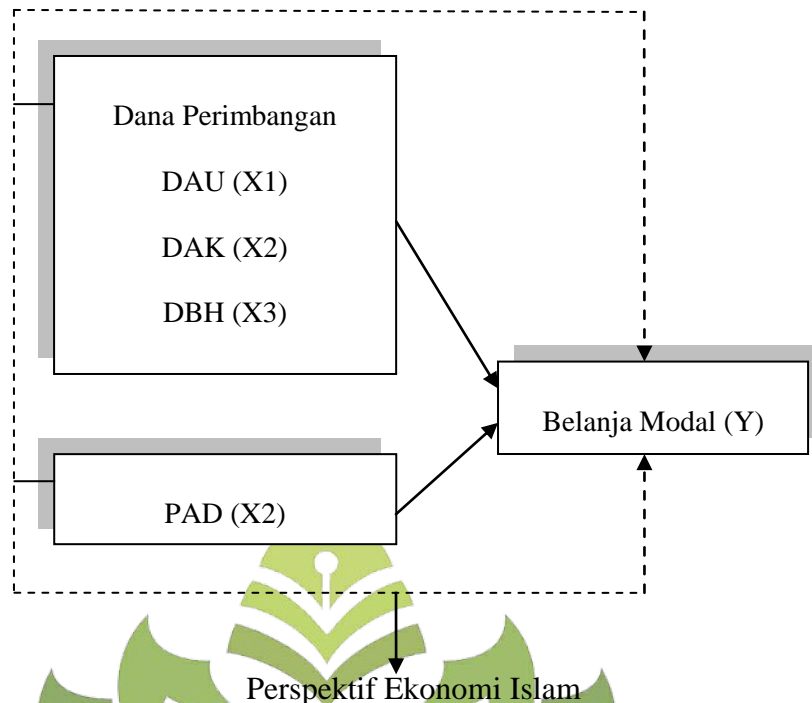 Dana Perimbangan
DAU (X1)
DAK (X2)
DBH (X3)
Belanja Modal (Y)
PAD (X2)
Perspektif Ekonomi Islam